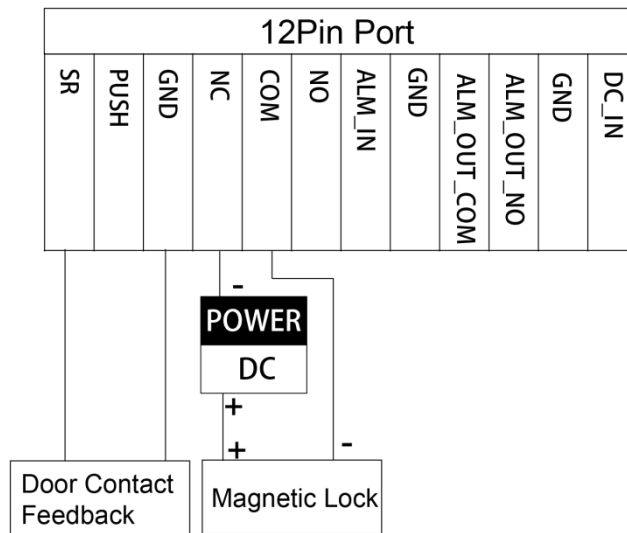 12Pin Port
SR
PUSH
GND
NC
COM
NO
ALM_IN
GND
ALM_OUT_COM
ALM_OUT_NO
GND
DC_IN
-
POWER
DC
+
+
-
Door Contact
Feedback
Magnetic Lock